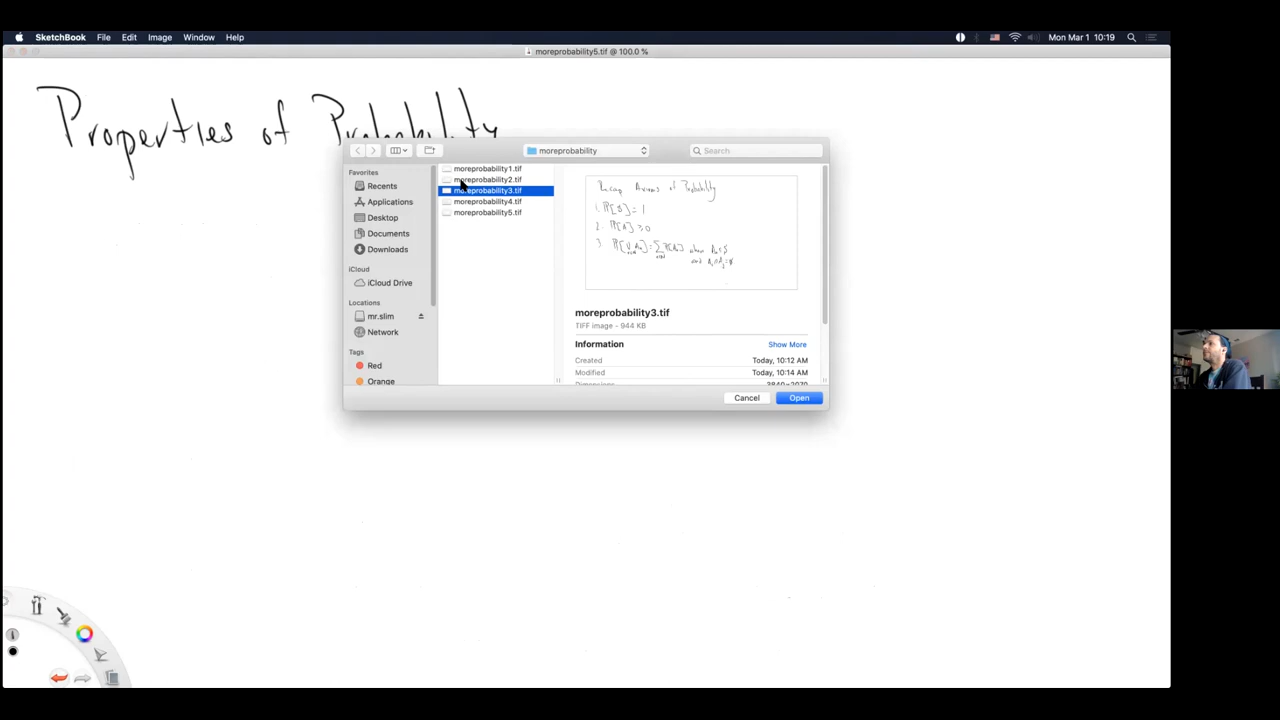 SketchBook File Edit Image Window Help Mon Mar 1 10:19
moreprobability5.tif @ 100.0 %
Properties of Probability
moreprobability Search
Favorites
Recents
Applications
Desktop
Documents
Downloads
iCloud
iCloud Drive
Locations
mr.slim
Network
Tags
Red
Orange
moreprobability1.tif
moreprobability2.tif
moreprobability3.tif
moreprobability4.tif
moreprobability5.tif
Recap Axioms of Probability
1. P[S] = 1
2. P[A] ≥ 0
moreprobability3.tif
TIFF image - 944 KB
Information Show More
Created Today, 10:12 AM
Modified Today, 10:14 AM
Cancel Open